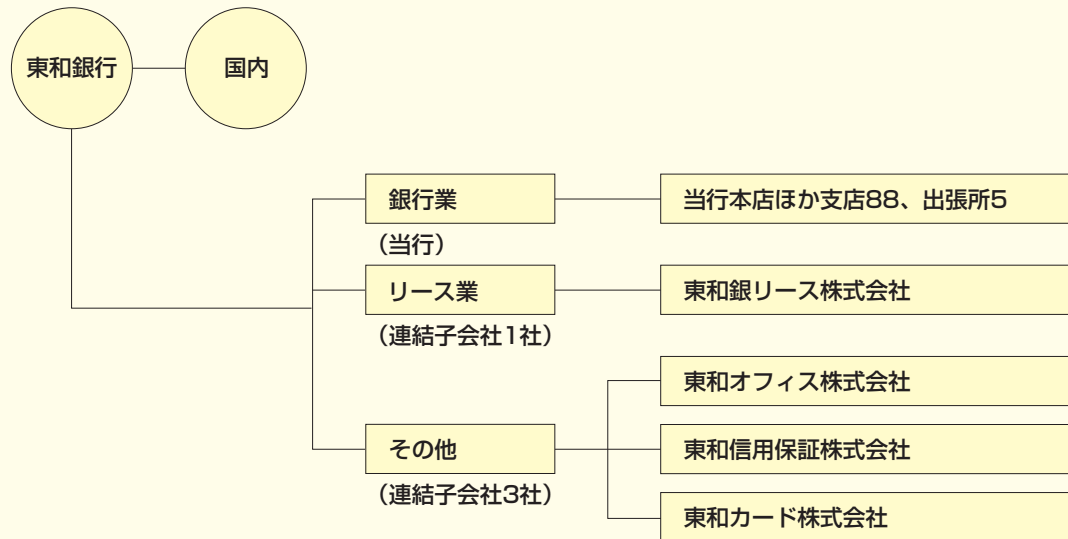 東和銀行
国内
銀行業
当行本店ほか支店88、出張所5
（当行）
リース業
東和銀リース株式会社
（連結子会社1社）
東和オフィス株式会社
その他
東和信用保証株式会社
（連結子会社3社）
東和カード株式会社